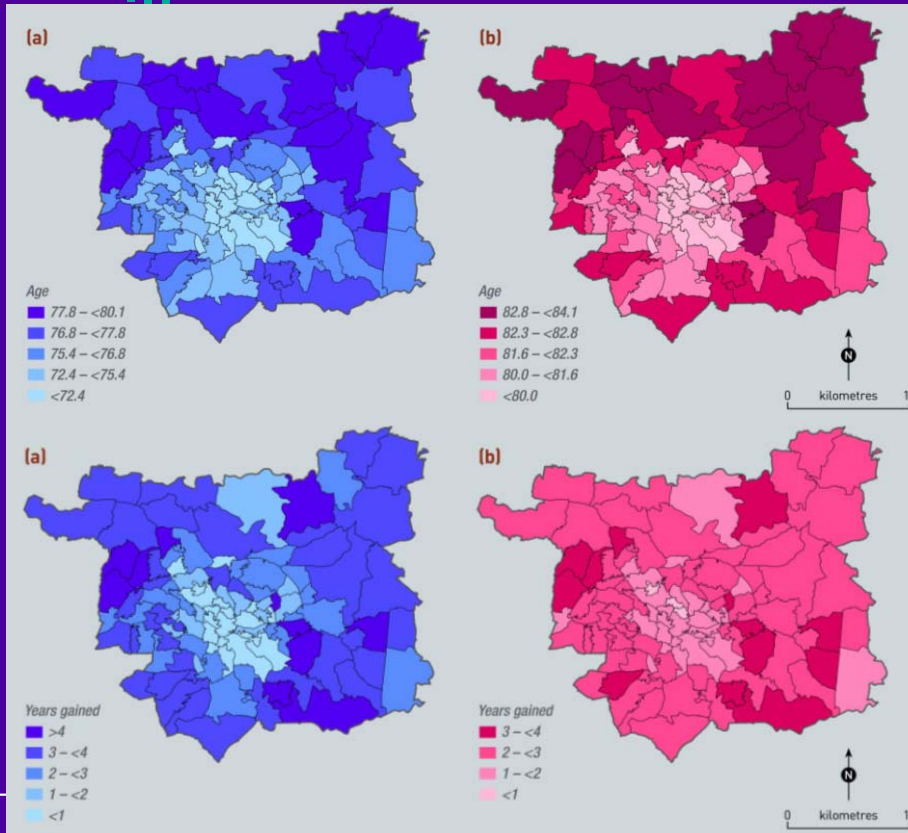 (a)
Age
77.8 – <80.1
76.8 – <77.8
75.4 – <76.8
72.4 – <75.4
<72.4
(b)
Age
82.8 – <84.1
82.3 – <82.8
81.6 – <82.3
80.0 – <81.6
<80.0
N
0 kilometres 1
(a)
Years gained
>4
3 – <4
2 – <3
1 – <2
<1
(b)
Years gained
3 – <4
2 – <3
1 – <2
<1
N
0 kilometres 1